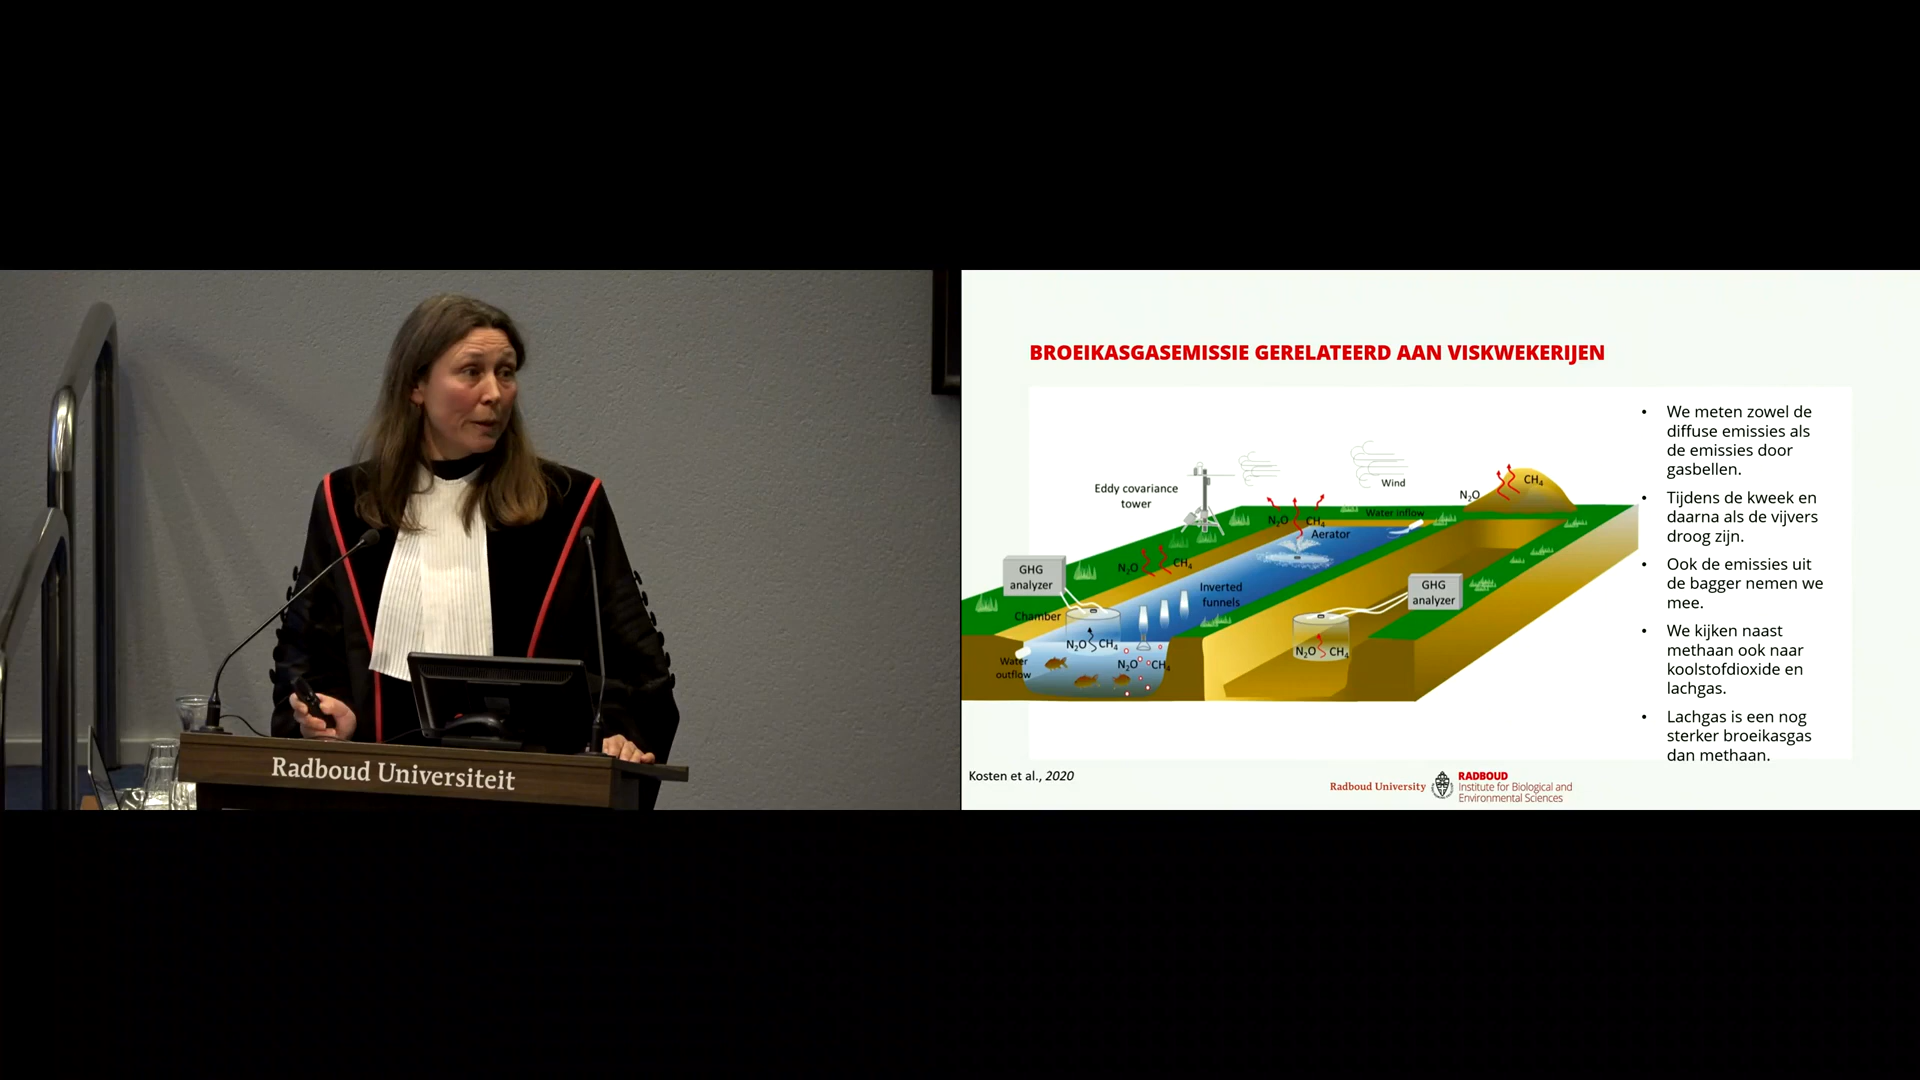 Radboud Universiteit
BROEIKASGASEMISSIE GERELATEERD AAN VISKWEKERIJEN
Eddy covariance
tower
Wind
N₂O
CH₄
N₂O
CH₄
Water inflow
Aerator
N₂O
CH₄
GHG
analyzer
Inverted
funnels
GHG
analyzer
Chamber
N₂O
CH₄
N₂O
CH₄
N₂O
CH₄
Water
outflow
• We meten zowel de
diffuse emissies als
de emissies door
gasbellen.
• Tijdens de kweek en
daarna als de vijvers
droog zijn.
• Ook de emissies uit
de bagger nemen we
mee.
• We kijken naast
methaan ook naar
koolstofdioxide en
lachgas.
• Lachgas is een nog
sterker broeikasgas
dan methaan.
Kosten et al., 2020
Radboud University
RADBOUD
Institute for Biological and
Environmental Sciences